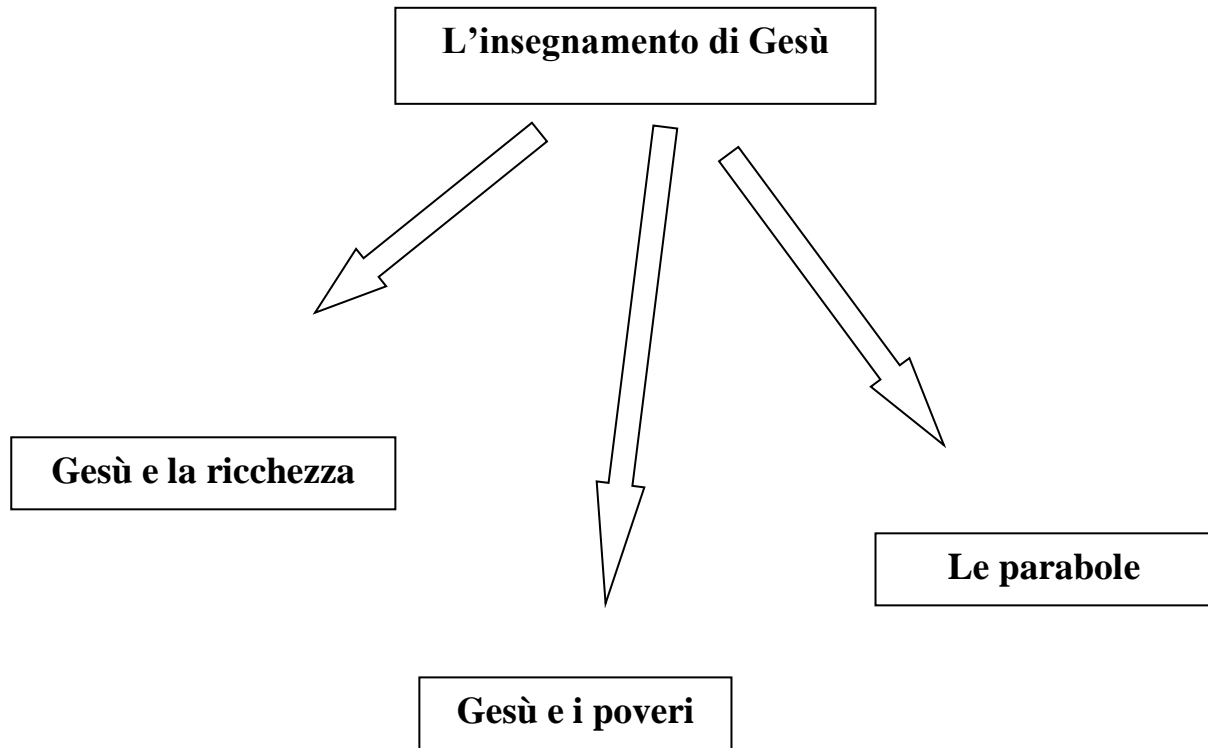 L’insegnamento di Gesù
Gesù e la ricchezza
Le parabole
Gesù e i poveri